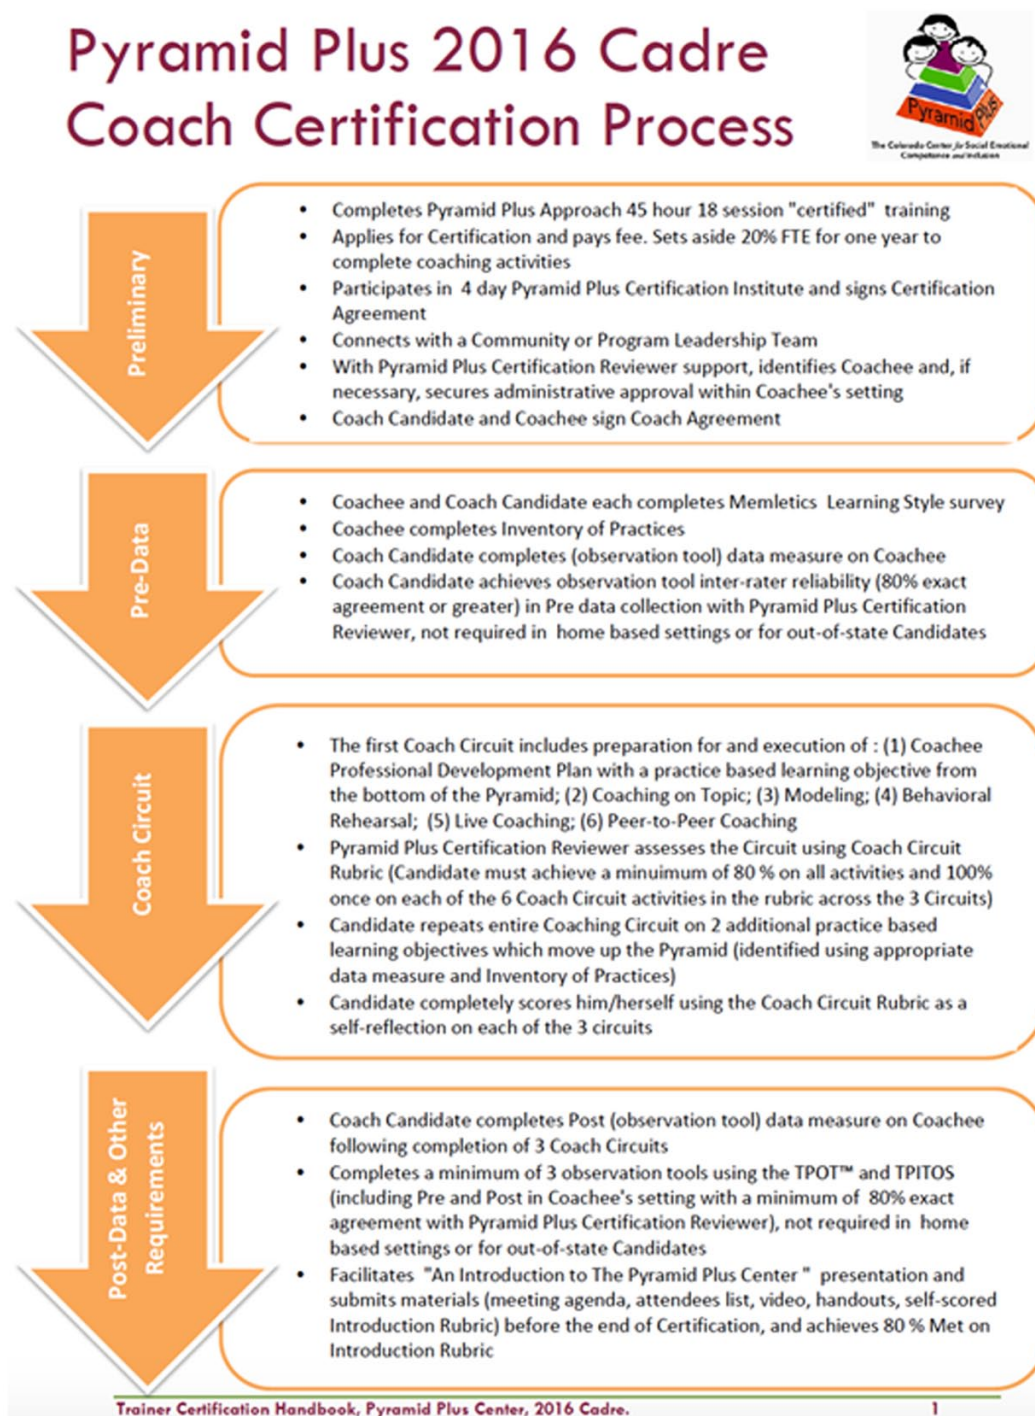 Pyramid Plus 2016 Cadre
Coach Certification Process
Pyramid Plus
The Colorado Center for Social Emotional
Competence and Inclusion
Preliminary
• Completes Pyramid Plus Approach 45 hour 18 session "certified" training
• Applies for Certification and pays fee. Sets aside 20% FTE for one year to
complete coaching activities
• Participates in 4 day Pyramid Plus Certification Institute and signs Certification
Agreement
• Connects with a Community or Program Leadership Team
• With Pyramid Plus Certification Reviewer support, identifies Coachee and, if
necessary, secures administrative approval within Coachee's setting
• Coach Candidate and Coachee sign Coach Agreement
Pre-Data
• Coachee and Coach Candidate each completes Memletics Learning Style survey
• Coachee completes Inventory of Practices
• Coach Candidate completes (observation tool) data measure on Coachee
• Coach Candidate achieves observation tool inter-rater reliability (80% exact
agreement or greater) in Pre data collection with Pyramid Plus Certification
Reviewer, not required in home based settings or for out-of-state Candidates
Coach Circuit
• The first Coach Circuit includes preparation for and execution of : (1) Coachee
Professional Development Plan with a practice based learning objective from
the bottom of the Pyramid; (2) Coaching on Topic; (3) Modeling; (4) Behavioral
Rehearsal; (5) Live Coaching; (6) Peer-to-Peer Coaching
• Pyramid Plus Certification Reviewer assesses the Circuit using Coach Circuit
Rubric (Candidate must achieve a minuimum of 80 % on all activities and 100%
once on each of the 6 Coach Circuit activities in the rubric across the 3 Circuits)
• Candidate repeats entire Coaching Circuit on 2 additional practice based
learning objectives which move up the Pyramid (identified using appropriate
data measure and Inventory of Practices)
• Candidate completely scores him/herself using the Coach Circuit Rubric as a
self-reflection on each of the 3 circuits
Post-Data & Other
Requirements
• Coach Candidate completes Post (observation tool) data measure on Coachee
following completion of 3 Coach Circuits
• Completes a minimum of 3 observation tools using the TPOT™ and TPITOS
(including Pre and Post in Coachee's setting with a minimum of 80% exact
agreement with Pyramid Plus Certification Reviewer), not required in home
based settings or for out-of-state Candidates
• Facilitates "An Introduction to The Pyramid Plus Center " presentation and
submits materials (meeting agenda, attendees list, video, handouts, self-scored
Introduction Rubric) before the end of Certification, and achieves 80 % Met on
Introduction Rubric
Trainer Certification Handbook, Pyramid Plus Center, 2016 Cadre. 1